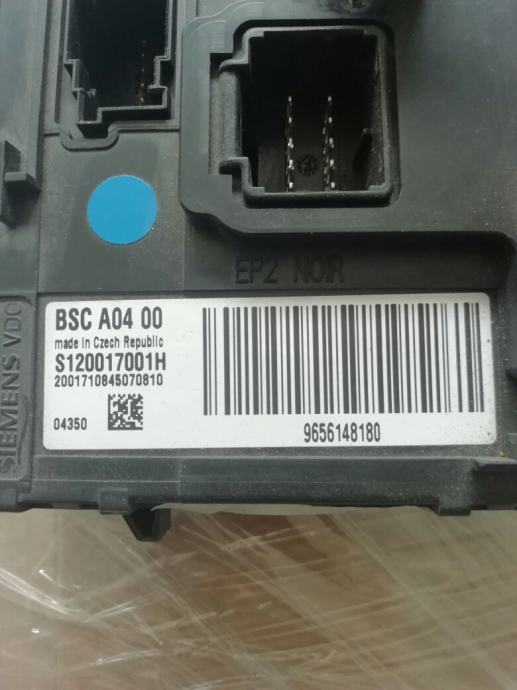 EP2 NOIR
SIEMENS VDO
BSC A04 00
made in Czech Republic
S120017001H
2001710845070810
04350
9656148180